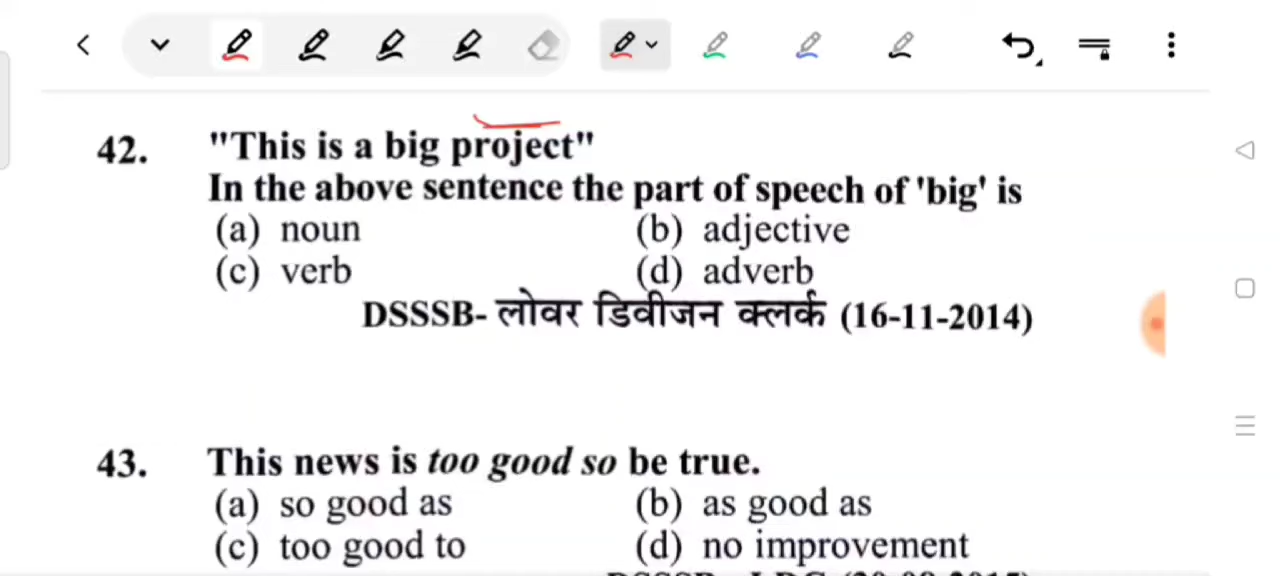 42. "This is a big project"
In the above sentence the part of speech of 'big' is
(a) noun (b) adjective
(c) verb (d) adverb
DSSSB- लोवर डिवीजन क्लर्क (16-11-2014)
43. This news is too good so be true.
(a) so good as (b) as good as
(c) too good to (d) no improvement